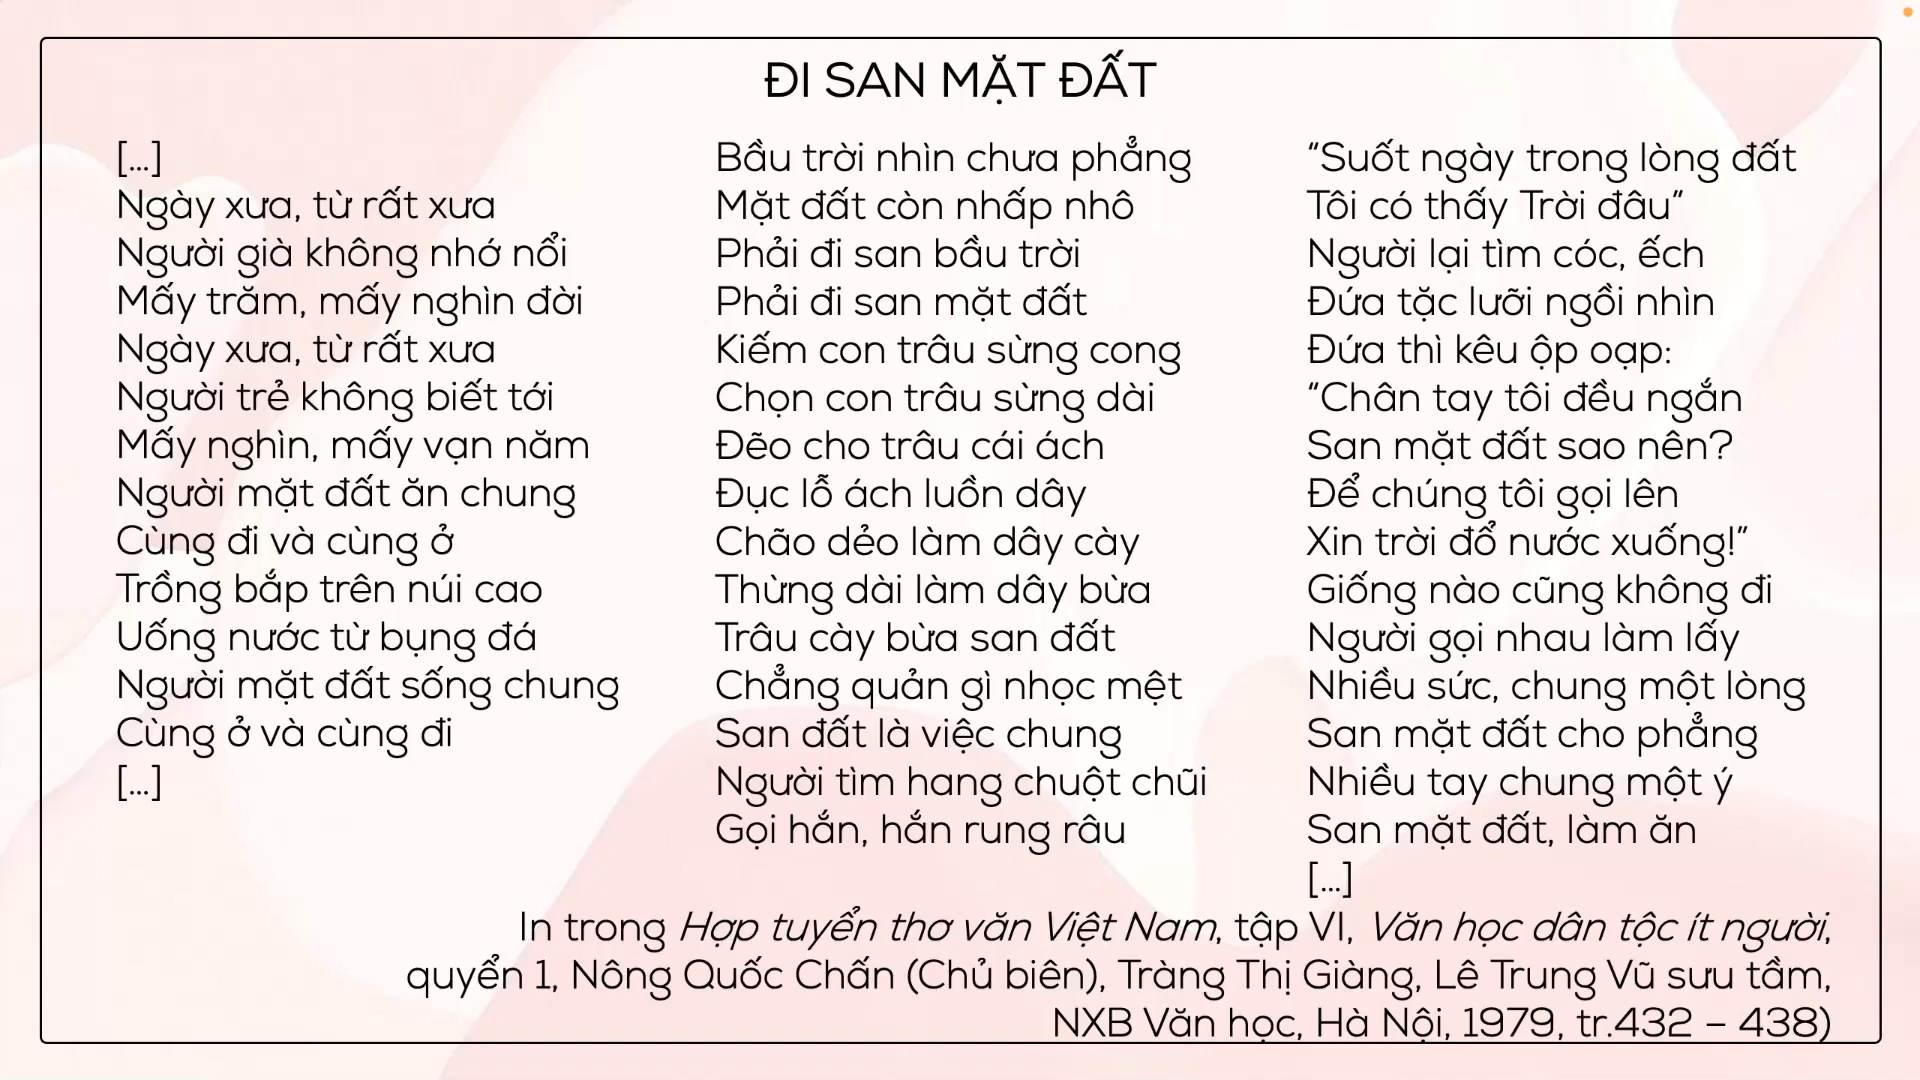 ĐI SAN MẶT ĐẤT
[...]
Ngày xưa, từ rất xưa
Người già không nhớ nổi
Mấy trăm, mấy nghìn đời
Ngày xưa, từ rất xưa
Người trẻ không biết tới
Mấy nghìn, mấy vạn năm
Người mặt đất ăn chung
Cùng đi và cùng ở
Trồng bắp trên núi cao
Uống nước từ bụng đá
Người mặt đất sống chung
Cùng ở và cùng đi
[...]
Bầu trời nhìn chưa phẳng
Mặt đất còn nhấp nhô
Phải đi san bầu trời
Phải đi san mặt đất
Kiếm con trâu sừng cong
Chọn con trâu sừng dài
Đẽo cho trâu cái ách
Đục lỗ ách luồn dây
Chão dẻo làm dây cày
Thừng dài làm dây bừa
Trâu cày bừa san đất
Chẳng quản gì nhọc mệt
San đất là việc chung
Người tìm hang chuột chũi
Gọi hắn, hắn rung râu
“Suốt ngày trong lòng đất
Tôi có thấy Trời đâu”
Người lại tìm cóc, ếch
Đứa tặc lưỡi ngồi nhìn
Đứa thì kêu ộp oạp:
“Chân tay tôi đều ngắn
San mặt đất sao nên?
Để chúng tôi gọi lên
Xin trời đổ nước xuống!”
Giống nào cũng không đi
Người gọi nhau làm lấy
Nhiều sức, chung một lòng
San mặt đất cho phẳng
Nhiều tay chung một ý
San mặt đất, làm ăn
[...]
In trong Hợp tuyển thơ văn Việt Nam, tập VI, Văn học dân tộc ít người,
quyển 1, Nông Quốc Chấn (Chủ biên), Tràng Thị Giàng, Lê Trung Vũ sưu tầm,
NXB Văn học, Hà Nội, 1979, tr.432 – 438)